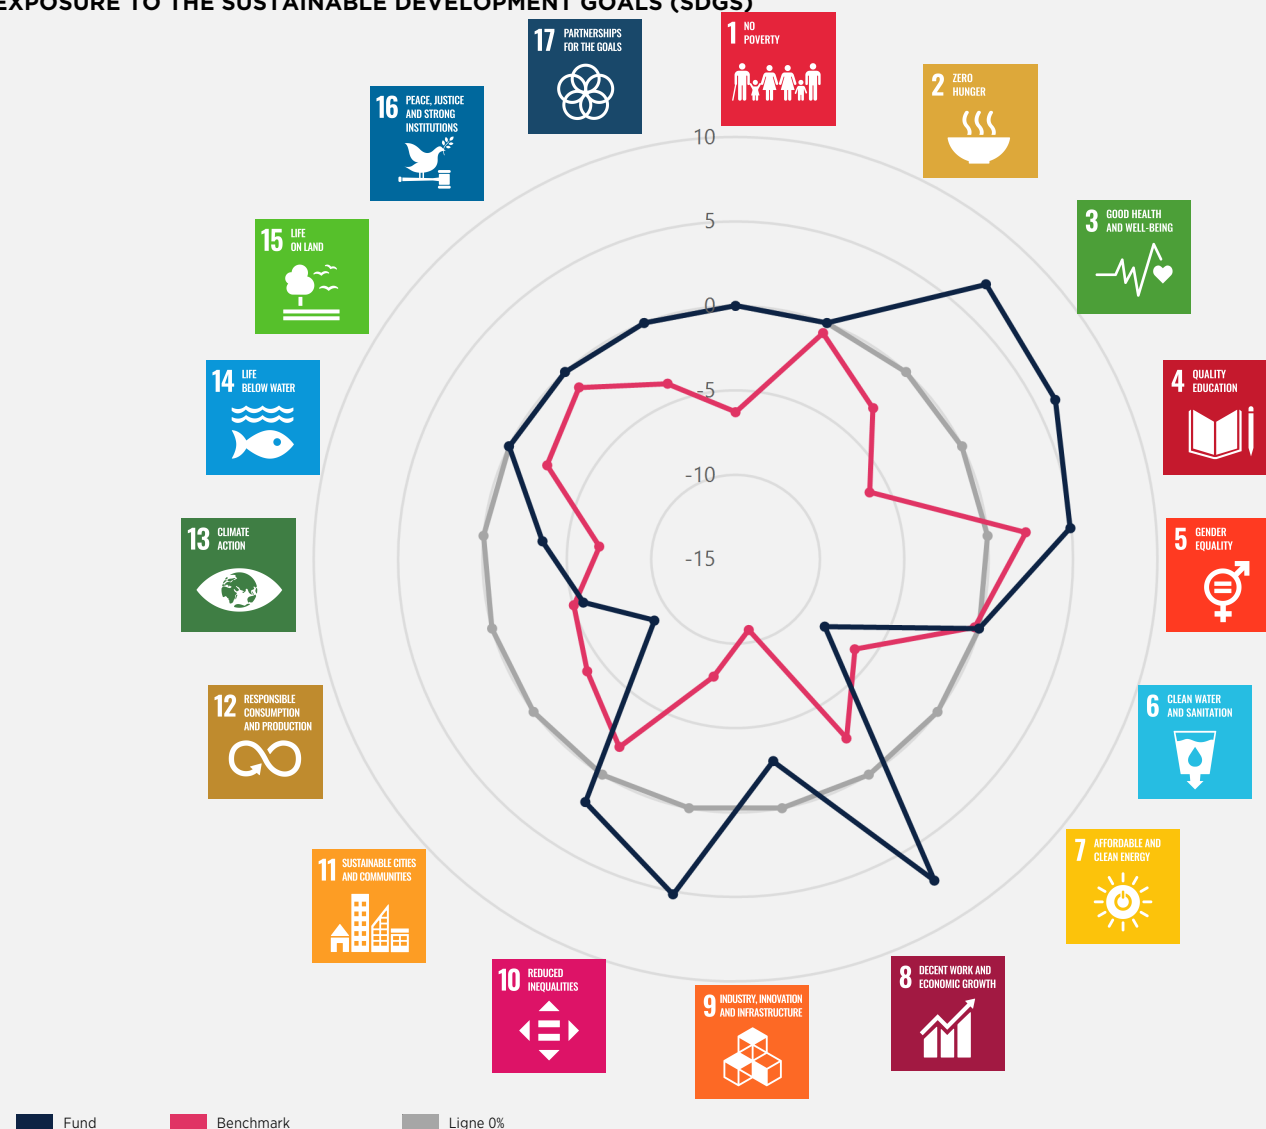 EXPOSURE TO THE SUSTAINABLE DEVELOPMENT GOALS (SDGS)
1 NO
POVERTY
2 ZERO
HUNGER
3 GOOD HEALTH
AND WELL-BEING
4 QUALITY
EDUCATION
5 GENDER
EQUALITY
6 CLEAN WATER
AND SANITATION
7 AFFORDABLE AND
CLEAN ENERGY
8 DECENT WORK AND
ECONOMIC GROWTH
9 INDUSTRY, INNOVATION
AND INFRASTRUCTURE
10 REDUCED
INEQUALITIES
11 SUSTAINABLE CITIES
AND COMMUNITIES
12 RESPONSIBLE
CONSUMPTION
AND PRODUCTION
13 CLIMATE
ACTION
14 LIFE
BELOW WATER
15 LIFE
ON LAND
16 PEACE, JUSTICE
AND STRONG
INSTITUTIONS
17 PARTNERSHIPS
FOR THE GOALS
10
5
0
-5
-10
-15
Fund
Benchmark
Ligne 0%